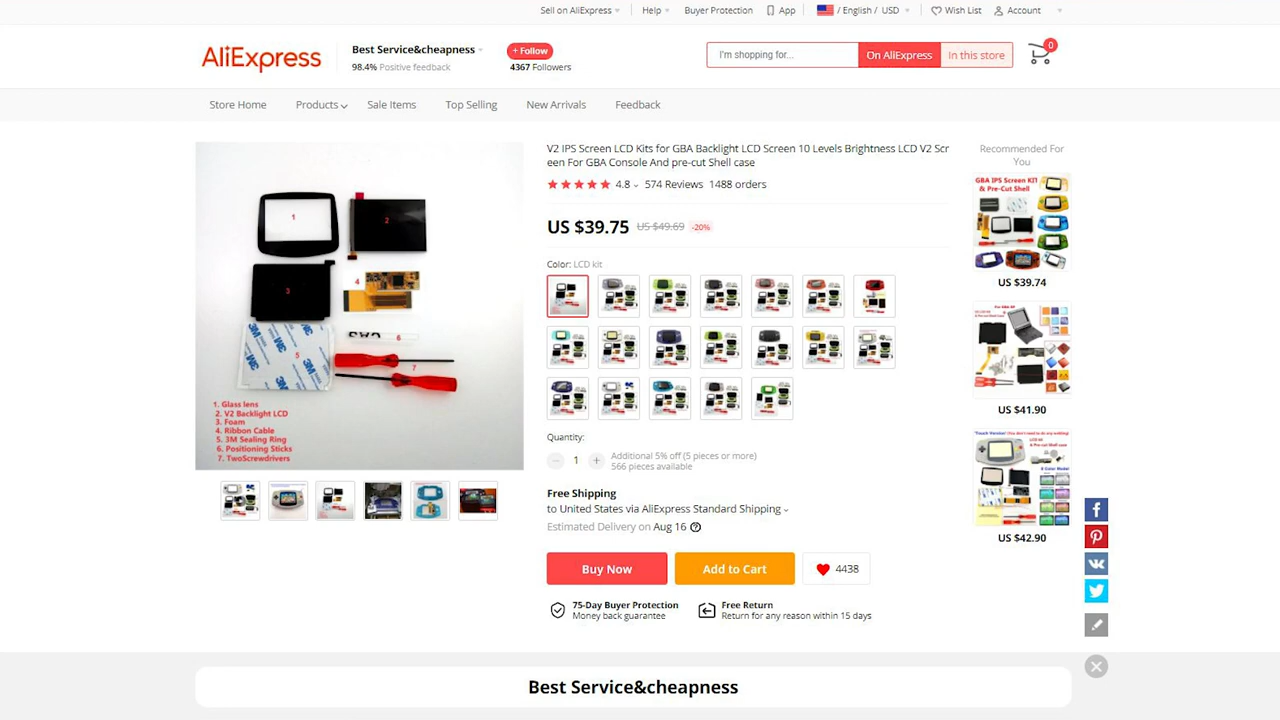 Sell on AliExpress
Help
Buyer Protection
App
/ English / USD
Wish List
Account
AliExpress
Best Service&cheapness
98.4% Positive feedback
+ Follow
4367 Followers
I'm shopping for...
On AliExpress
In this store
0
Store Home
Products
Sale Items
Top Selling
New Arrivals
Feedback
1
2
3
4
5
6
7
3M
1. Glass lens
2. V2 Backlight LCD
3. Foam
4. Ribbon Cable
5. 3M Sealing Ring
6. Positioning Sticks
7. TwoScrewdrivers
V2 IPS Screen LCD Kits for GBA Backlight LCD Screen 10 Levels Brightness LCD V2 Scr
een For GBA Console And pre-cut Shell case
4.8
574 Reviews
1488 orders
US $39.75
US $49.69
-20%
Color: LCD kit
Quantity:
1
Additional 5% off (5 pieces or more)
566 pieces available
Free Shipping
to United States via AliExpress Standard Shipping
Estimated Delivery on Aug 16
Buy Now
Add to Cart
4438
75-Day Buyer Protection
Money back guarantee
Free Return
Return for any reason within 15 days
Recommended For
You
GBA IPS Screen KIT
& Pre-Cut Shell
US $39.74
US $41.90
US $42.90
Best Service&cheapness